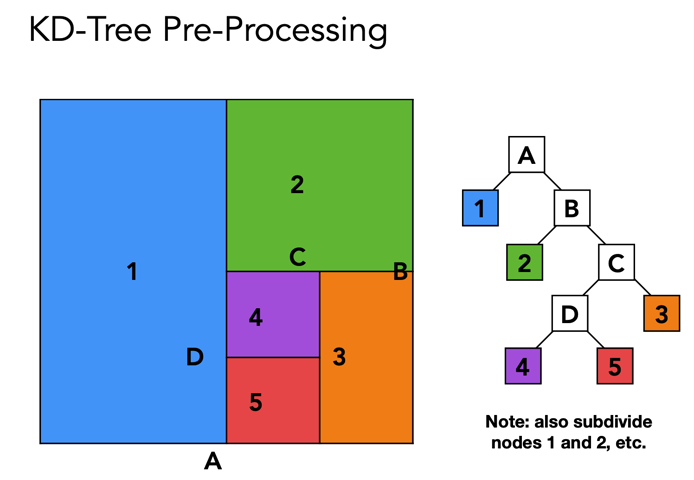 KD-Tree Pre-Processing
1
2
C
B
4
D
3
5
A
A
1
B
2
C
D
3
4
5
Note: also subdivide
nodes 1 and 2, etc.